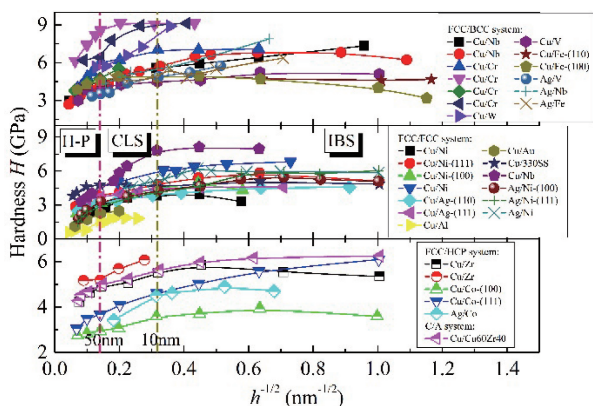 Hardness H (GPa)
9
6
3
FCC/BCC system:
Cu/Nb
Cu/Nb
Cu/Cr
Cu/Cr
Cu/Cr
Cu/Cr
Cu/W
Cu/V
Cu/Fe-(110)
Cu/Fe-(100)
Ag/V
Ag/Nb
Ag/Fe
9
6
3
0
H-P
CLS
IBS
FCC/FCC system:
Cu/Ni
Cu/Ni-(111)
Cu/Ni-(100)
Cu/Ni
Cu/Ag-(110)
Cu/Ag-(111)
Cu/Al
Cu/Au
Cu/330SS
Cu/Nb
Ag/Ni-(100)
Ag/Ni-(111)
Ag/Ni
6
4
2
FCC/HCP system:
Cu/Zr
Cu/Zr
Cu/Co-(100)
Cu/Co-(111)
Ag/Co
C/A system:
Cu/Cu60Zr40
50nm
10nm
0.0 0.2 0.4 0.6 0.8 1.0 1.2 1.4
h⁻¹/² (nm⁻¹/²)